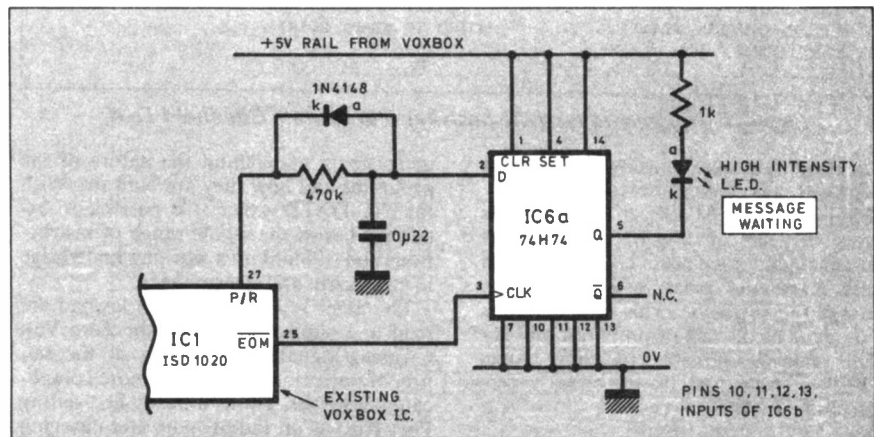 +5V RAIL FROM VOXBOX
1N4148
k a
470k
0µ22
1 4 14
CLR SET
2
D
IC6a
74H74
Q 5
3
CLK
Q̅ 6
N.C.
7 10 11 12 13
1k
a
k
HIGH INTENSITY
L.E.D.
MESSAGE
WAITING
27
P/R
IC1
ISD 1020
E̅O̅M̅
25
EXISTING
VOXBOX I.C.
0V
PINS 10, 11, 12, 13,
INPUTS OF IC6b